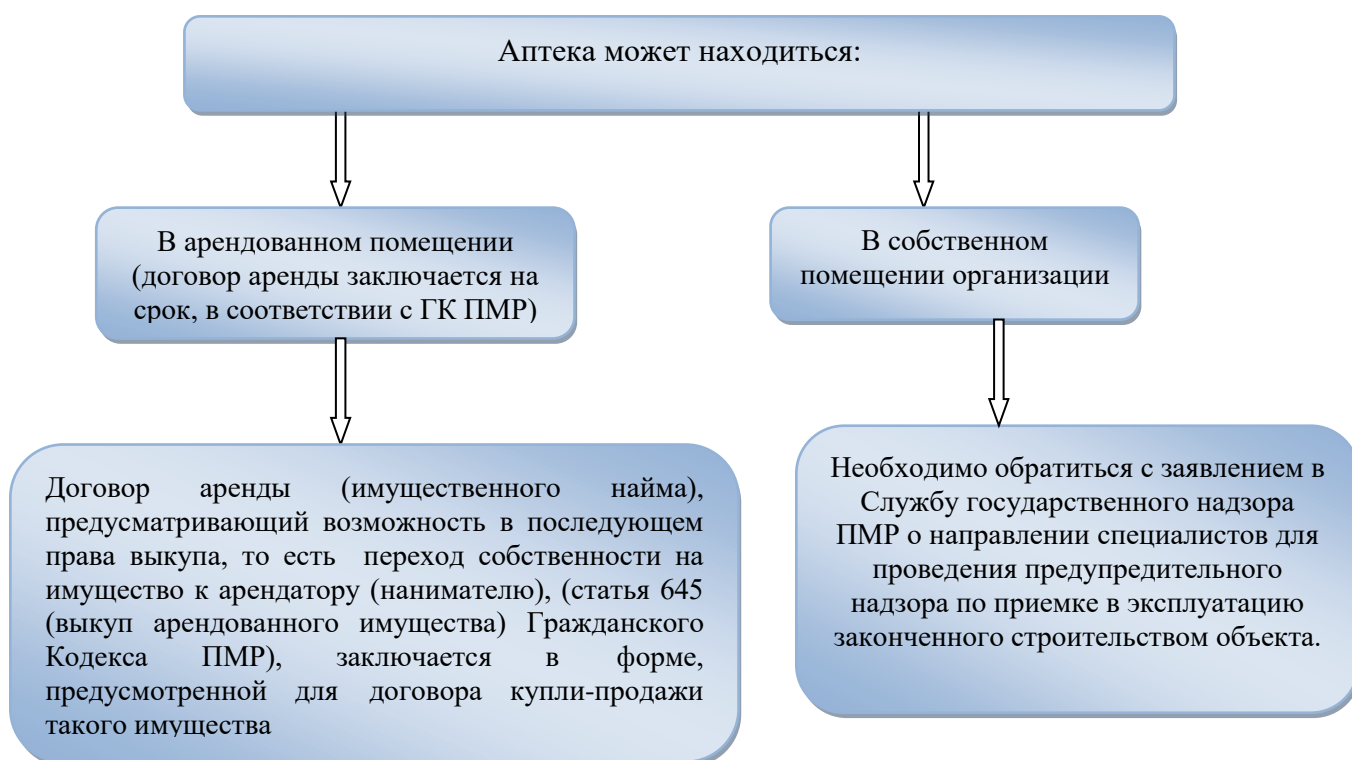 Аптека может находиться:
В арендованном помещении
(договор аренды заключается на
срок, в соответствии с ГК ПМР)
В собственном
помещении организации
Договор аренды (имущественного найма),
предусматривающий возможность в последующем
права выкупа, то есть переход собственности на
имущество к арендатору (нанимателю), (статья 645
(выкуп арендованного имущества) Гражданского
Кодекса ПМР), заключается в форме,
предусмотренной для договора купли-продажи
такого имущества
Необходимо обратиться с заявлением в
Службу государственного надзора
ПМР о направлении специалистов для
проведения предупредительного
надзора по приемке в эксплуатацию
законченного строительством объекта.